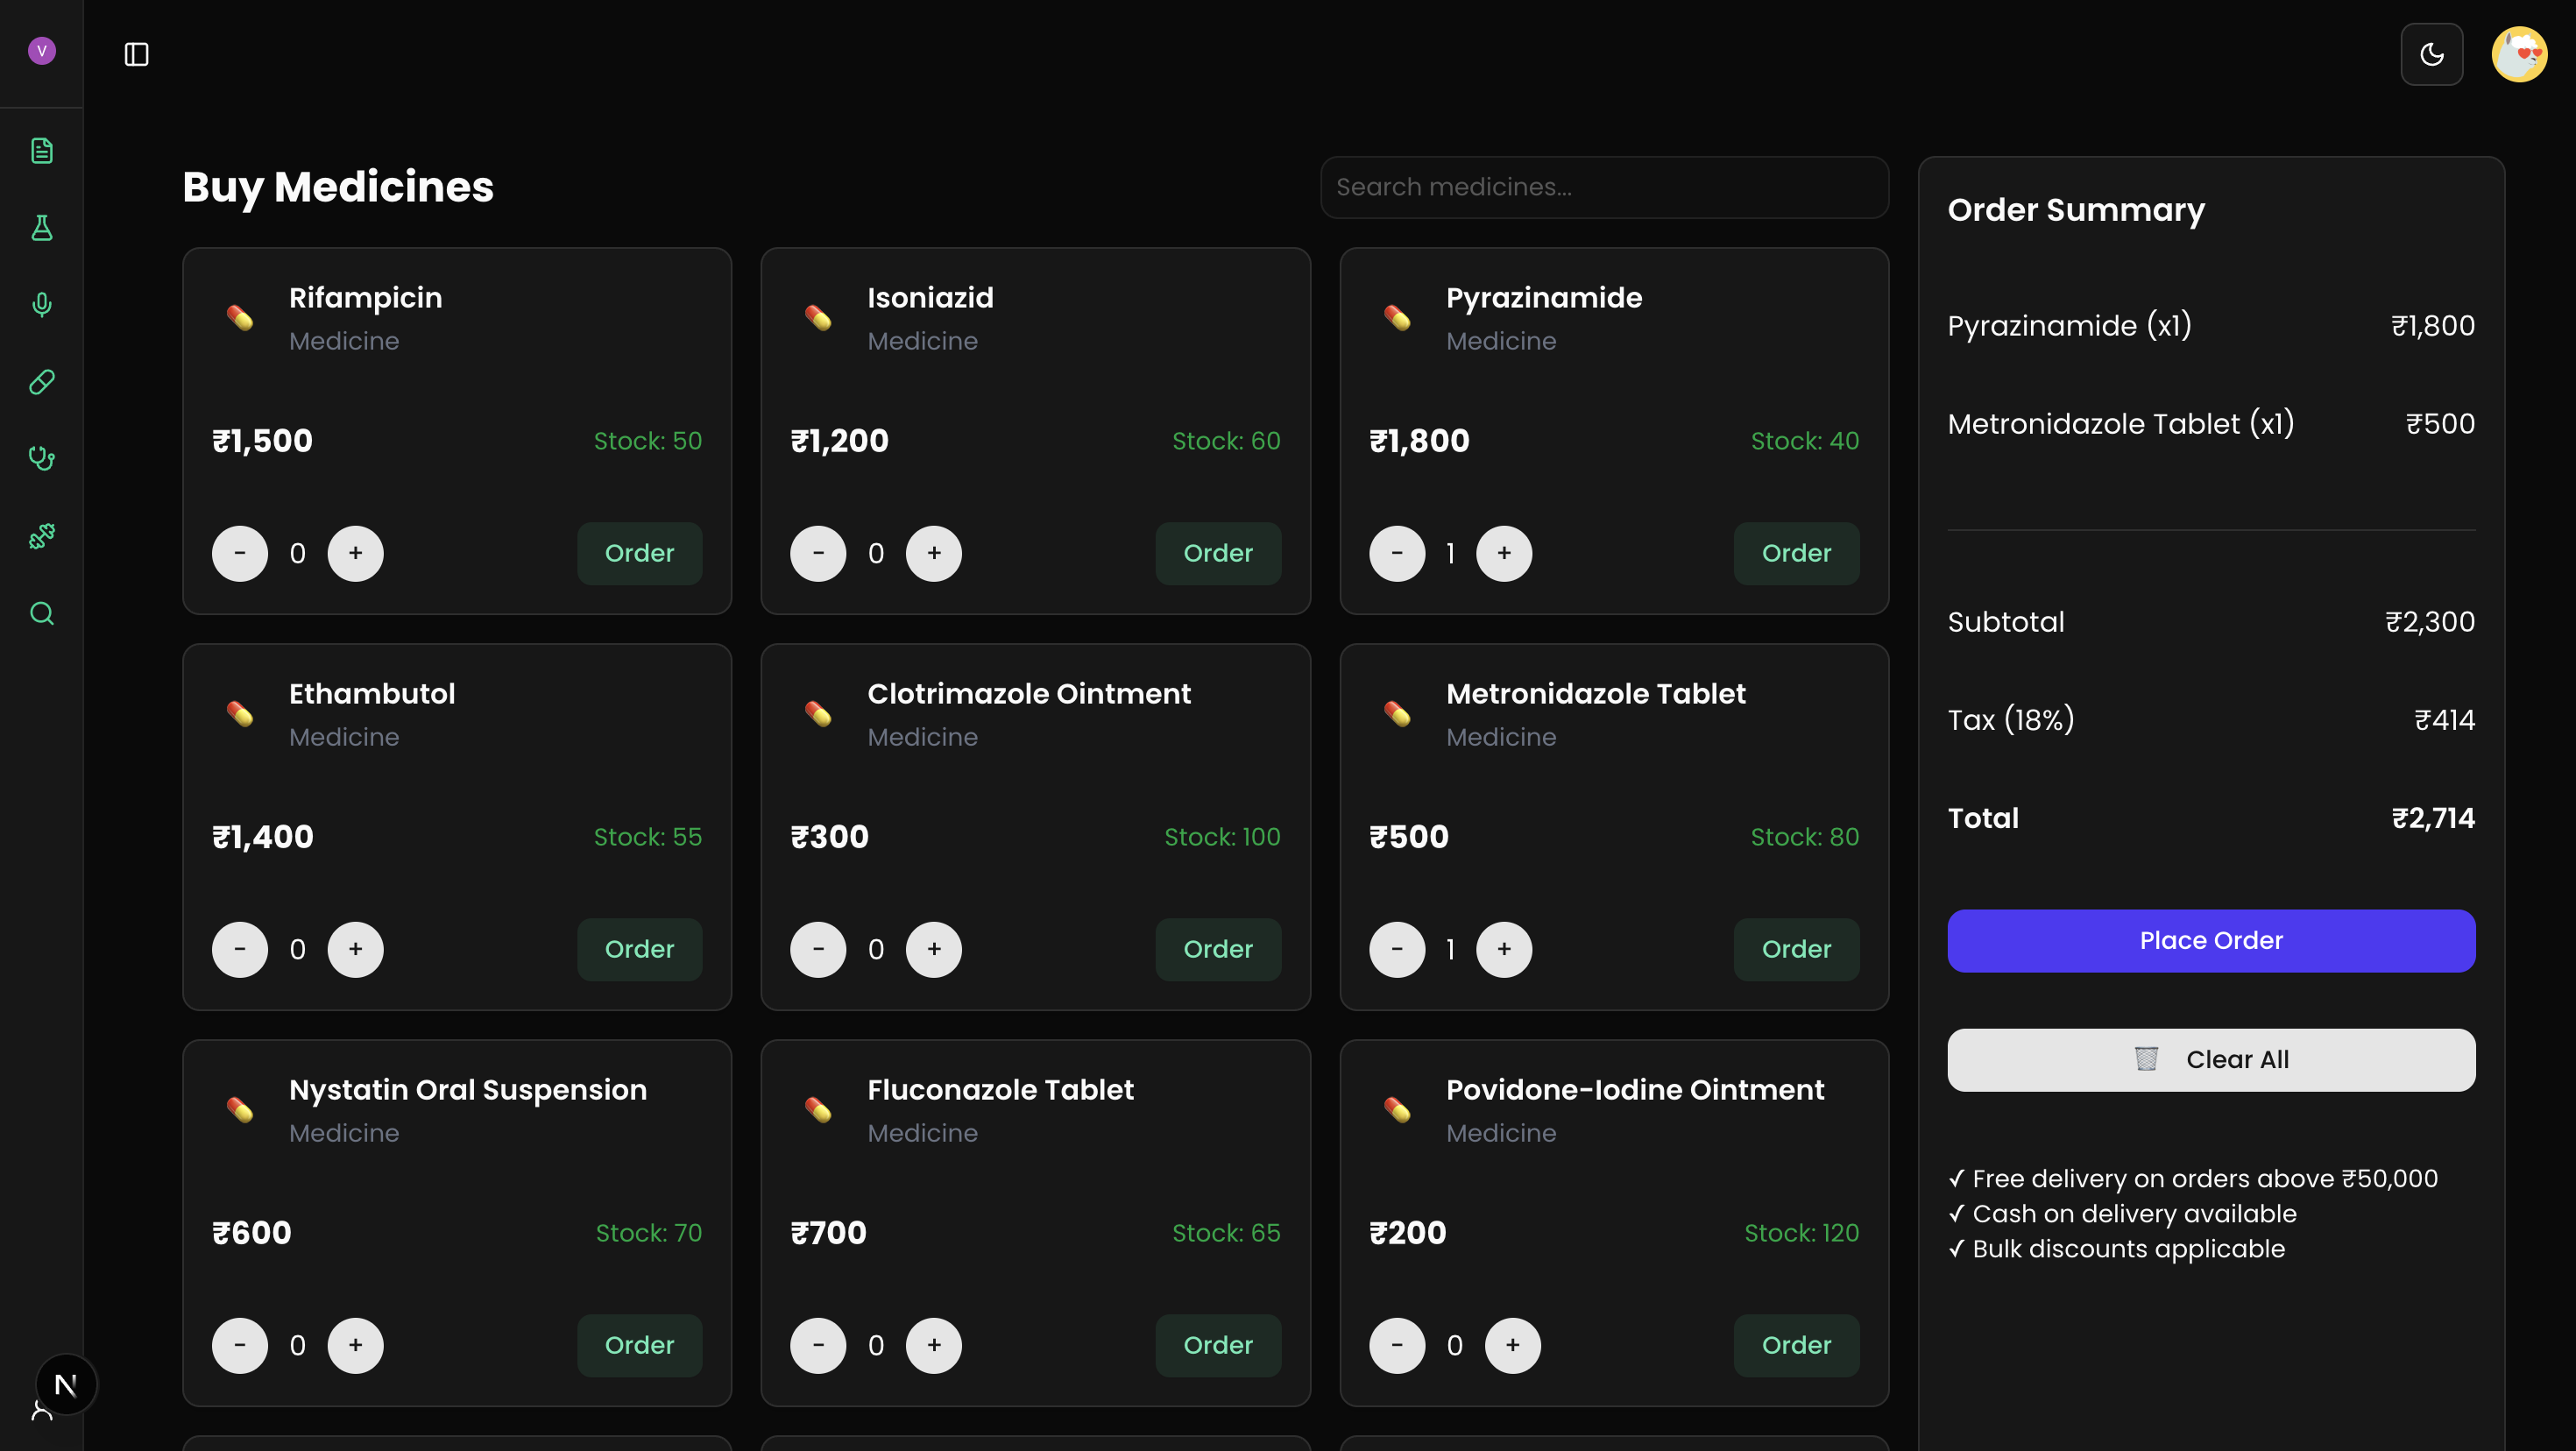 V
Buy Medicines
Search medicines...
Rifampicin
Medicine
₹1,500
Stock: 50
- 0 +
Order
Isoniazid
Medicine
₹1,200
Stock: 60
- 0 +
Order
Pyrazinamide
Medicine
₹1,800
Stock: 40
- 1 +
Order
Ethambutol
Medicine
₹1,400
Stock: 55
- 0 +
Order
Clotrimazole Ointment
Medicine
₹300
Stock: 100
- 0 +
Order
Metronidazole Tablet
Medicine
₹500
Stock: 80
- 1 +
Order
Nystatin Oral Suspension
Medicine
₹600
Stock: 70
- 0 +
Order
Fluconazole Tablet
Medicine
₹700
Stock: 65
- 0 +
Order
Povidone-Iodine Ointment
Medicine
₹200
Stock: 120
- 0 +
Order
Order Summary
Pyrazinamide (x1) ₹1,800
Metronidazole Tablet (x1) ₹500
Subtotal ₹2,300
Tax (18%) ₹414
Total ₹2,714
Place Order
Clear All
✓ Free delivery on orders above ₹50,000
✓ Cash on delivery available
✓ Bulk discounts applicable
N